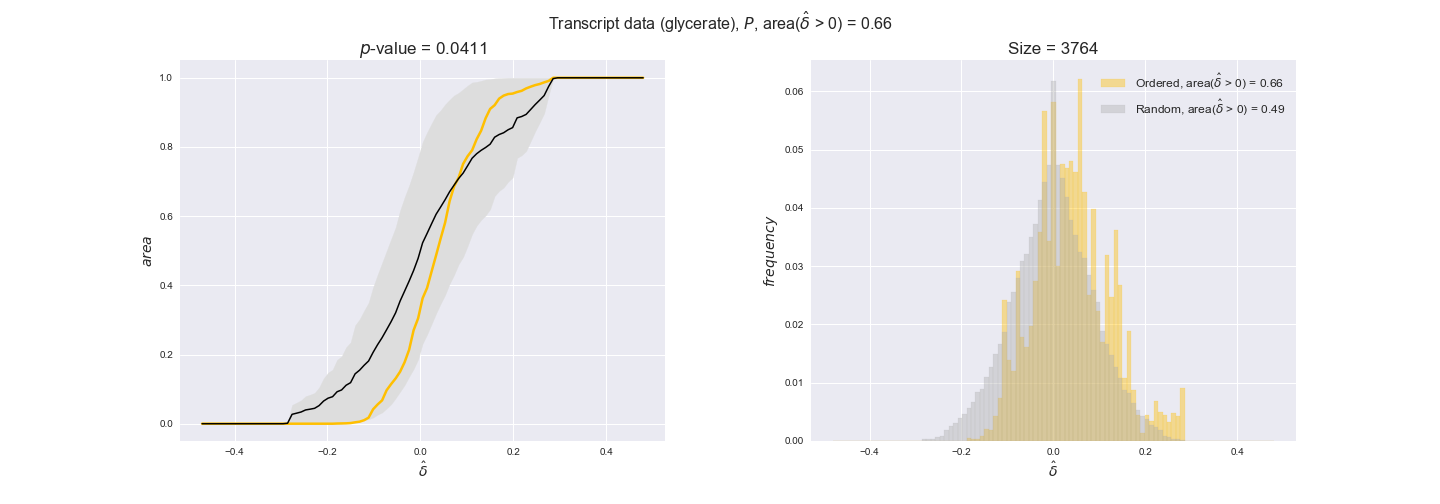 Transcript data (glycerate), P, area(δ̂ > 0) = 0.66
p-value = 0.0411
1.0
0.8
0.6
0.4
0.2
0.0
area
−0.4 −0.2 0.0 0.2 0.4
δ̂
Size = 3764
Ordered, area(δ̂ > 0) = 0.66
Random, area(δ̂ > 0) = 0.49
0.06
0.05
0.04
0.03
0.02
0.01
0.00
frequency
−0.4 −0.2 0.0 0.2 0.4
δ̂